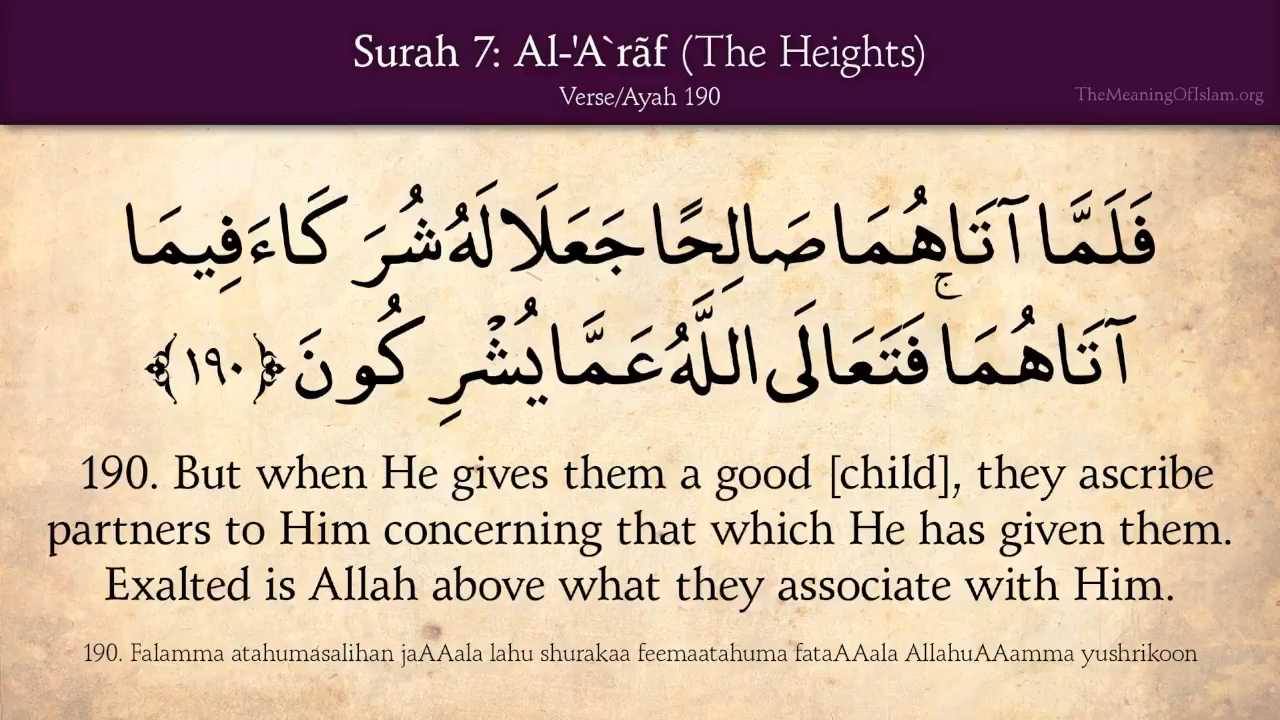 Surah 7: Al-'A`rãf (The Heights)
Verse/Ayah 190
TheMeaningOfIslam.org
فَلَمَّا آتَاهُمَا صَالِحًا جَعَلَا لَهُ شُرَكَاءَ فِيمَا
آتَاهُمَا ۚ فَتَعَالَى اللَّهُ عَمَّا يُشْرِكُونَ ﴿١٩٠﴾
190. But when He gives them a good [child], they ascribe
partners to Him concerning that which He has given them.
Exalted is Allah above what they associate with Him.
190. Falamma atahumasalihan jaAAala lahu shurakaa feemaatahuma fataAAala AllahuAAamma yushrikoon